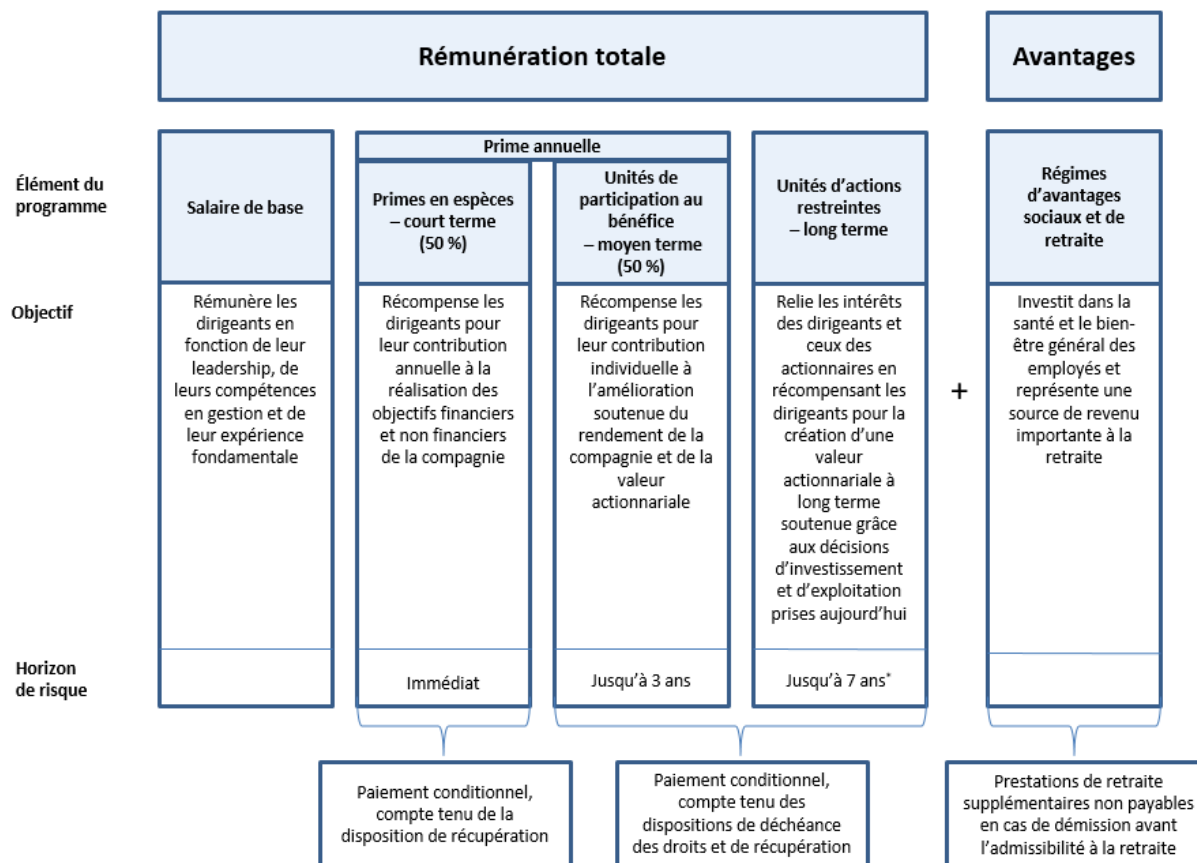 Rémunération totale
Avantages
Élément du
programme
Salaire de base
Prime annuelle
Primes en espèces
– court terme
(50 %)
Unités de
participation au
bénéfice
– moyen terme
(50 %)
Unités d’actions
restreintes
– long terme
Régimes
d’avantages
sociaux et de
retraite
Objectif
Rémunère les
dirigeants en
fonction de leur
leadership, de
leurs compétences
en gestion et de
leur expérience
fondamentale
Récompense les
dirigeants pour
leur contribution
annuelle à la
réalisation des
objectifs financiers
et non financiers
de la compagnie
Récompense les
dirigeants pour
leur contribution
individuelle à
l’amélioration
soutenue du
rendement de la
compagnie et de la
valeur
actionnariale
Relie les intérêts
des dirigeants et
ceux des
actionnaires en
récompensant les
dirigeants pour la
création d’une
valeur
actionnariale à
long terme
soutenue grâce
aux décisions
d’investissement
et d’exploitation
prises aujourd’hui
+
Investit dans la
santé et le bien-
être général des
employés et
représente une
source de revenu
importante à la
retraite
Horizon
de risque
Immédiat
Jusqu’à 3 ans
Jusqu’à 7 ans*
Paiement conditionnel,
compte tenu de la
disposition de récupération
Paiement conditionnel,
compte tenu des
dispositions de déchéance
des droits et de récupération
Prestations de retraite
supplémentaires non payables
en cas de démission avant
l’admissibilité à la retraite